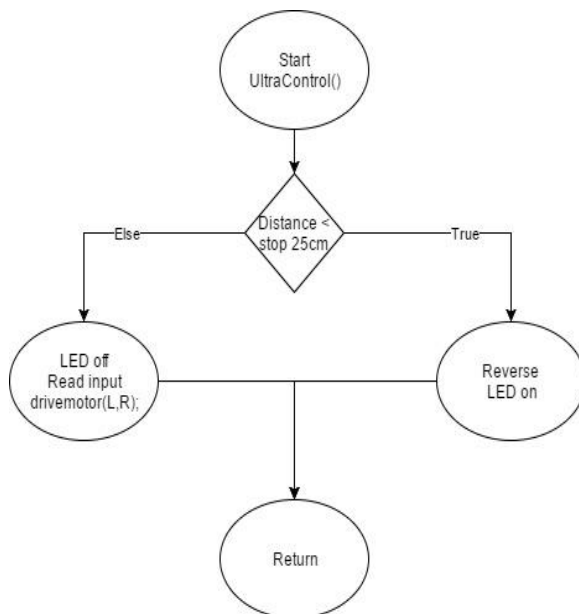 Start
UltraControl()
Distance <
stop 25cm
Else
True
LED off
Read input
drivemotor(L,R);
Reverse
LED on
Return